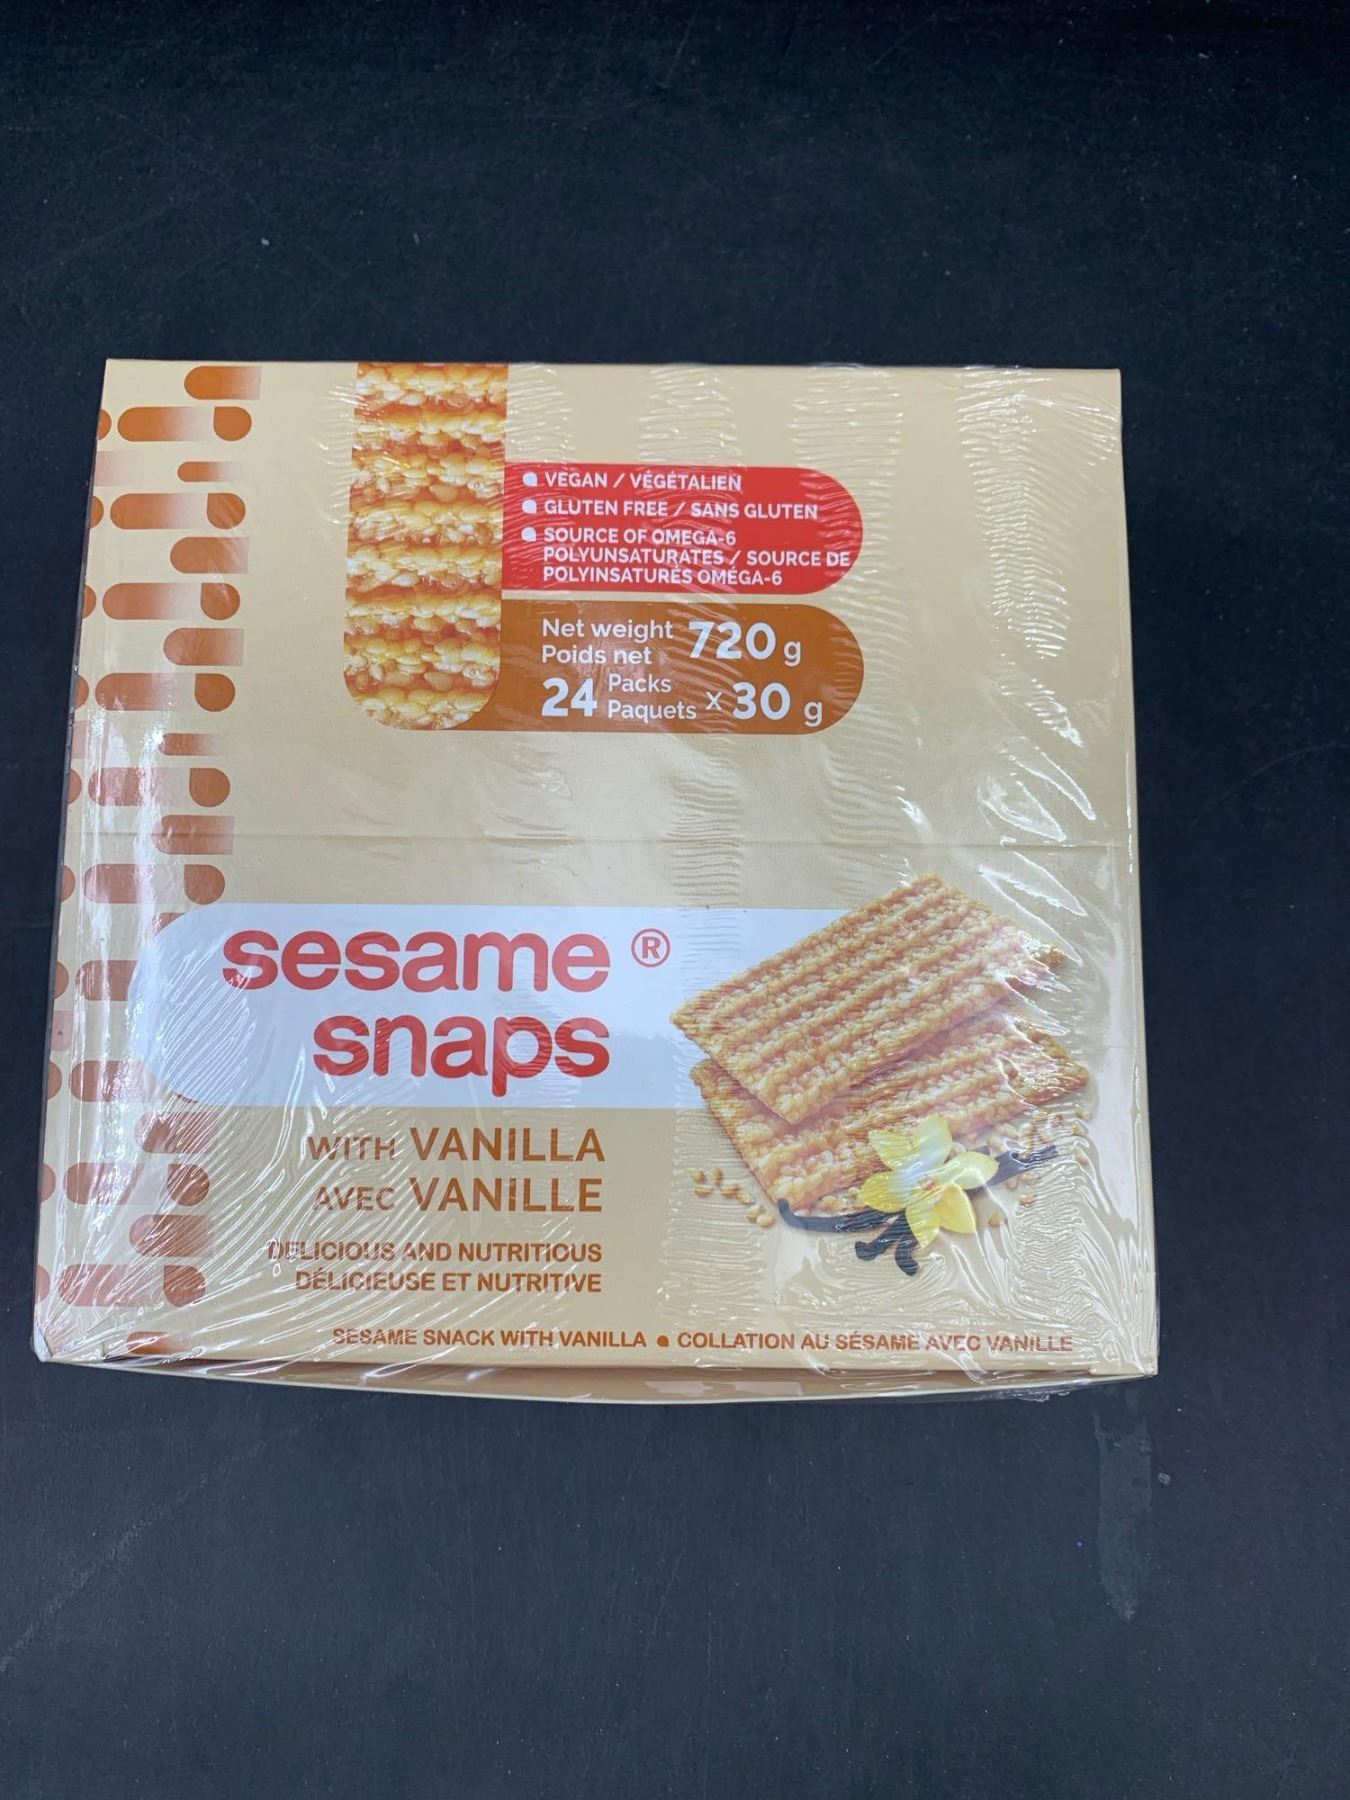 VEGAN / VÉGÉTALIEN
GLUTEN FREE / SANS GLUTEN
SOURCE OF OMEGA-6
POLYUNSATURATES / SOURCE DE
POLYINSATURÉS OMÉGA-6
Net weight 720 g
Poids net
24 Packs x 30 g
Paquets
sesame ®
snaps
WITH VANILLA
AVEC VANILLE
DELICIOUS AND NUTRITIOUS
DÉLICIEUSE ET NUTRITIVE
SESAME SNACK WITH VANILLA COLLATION AU SÉSAME AVEC VANILLE